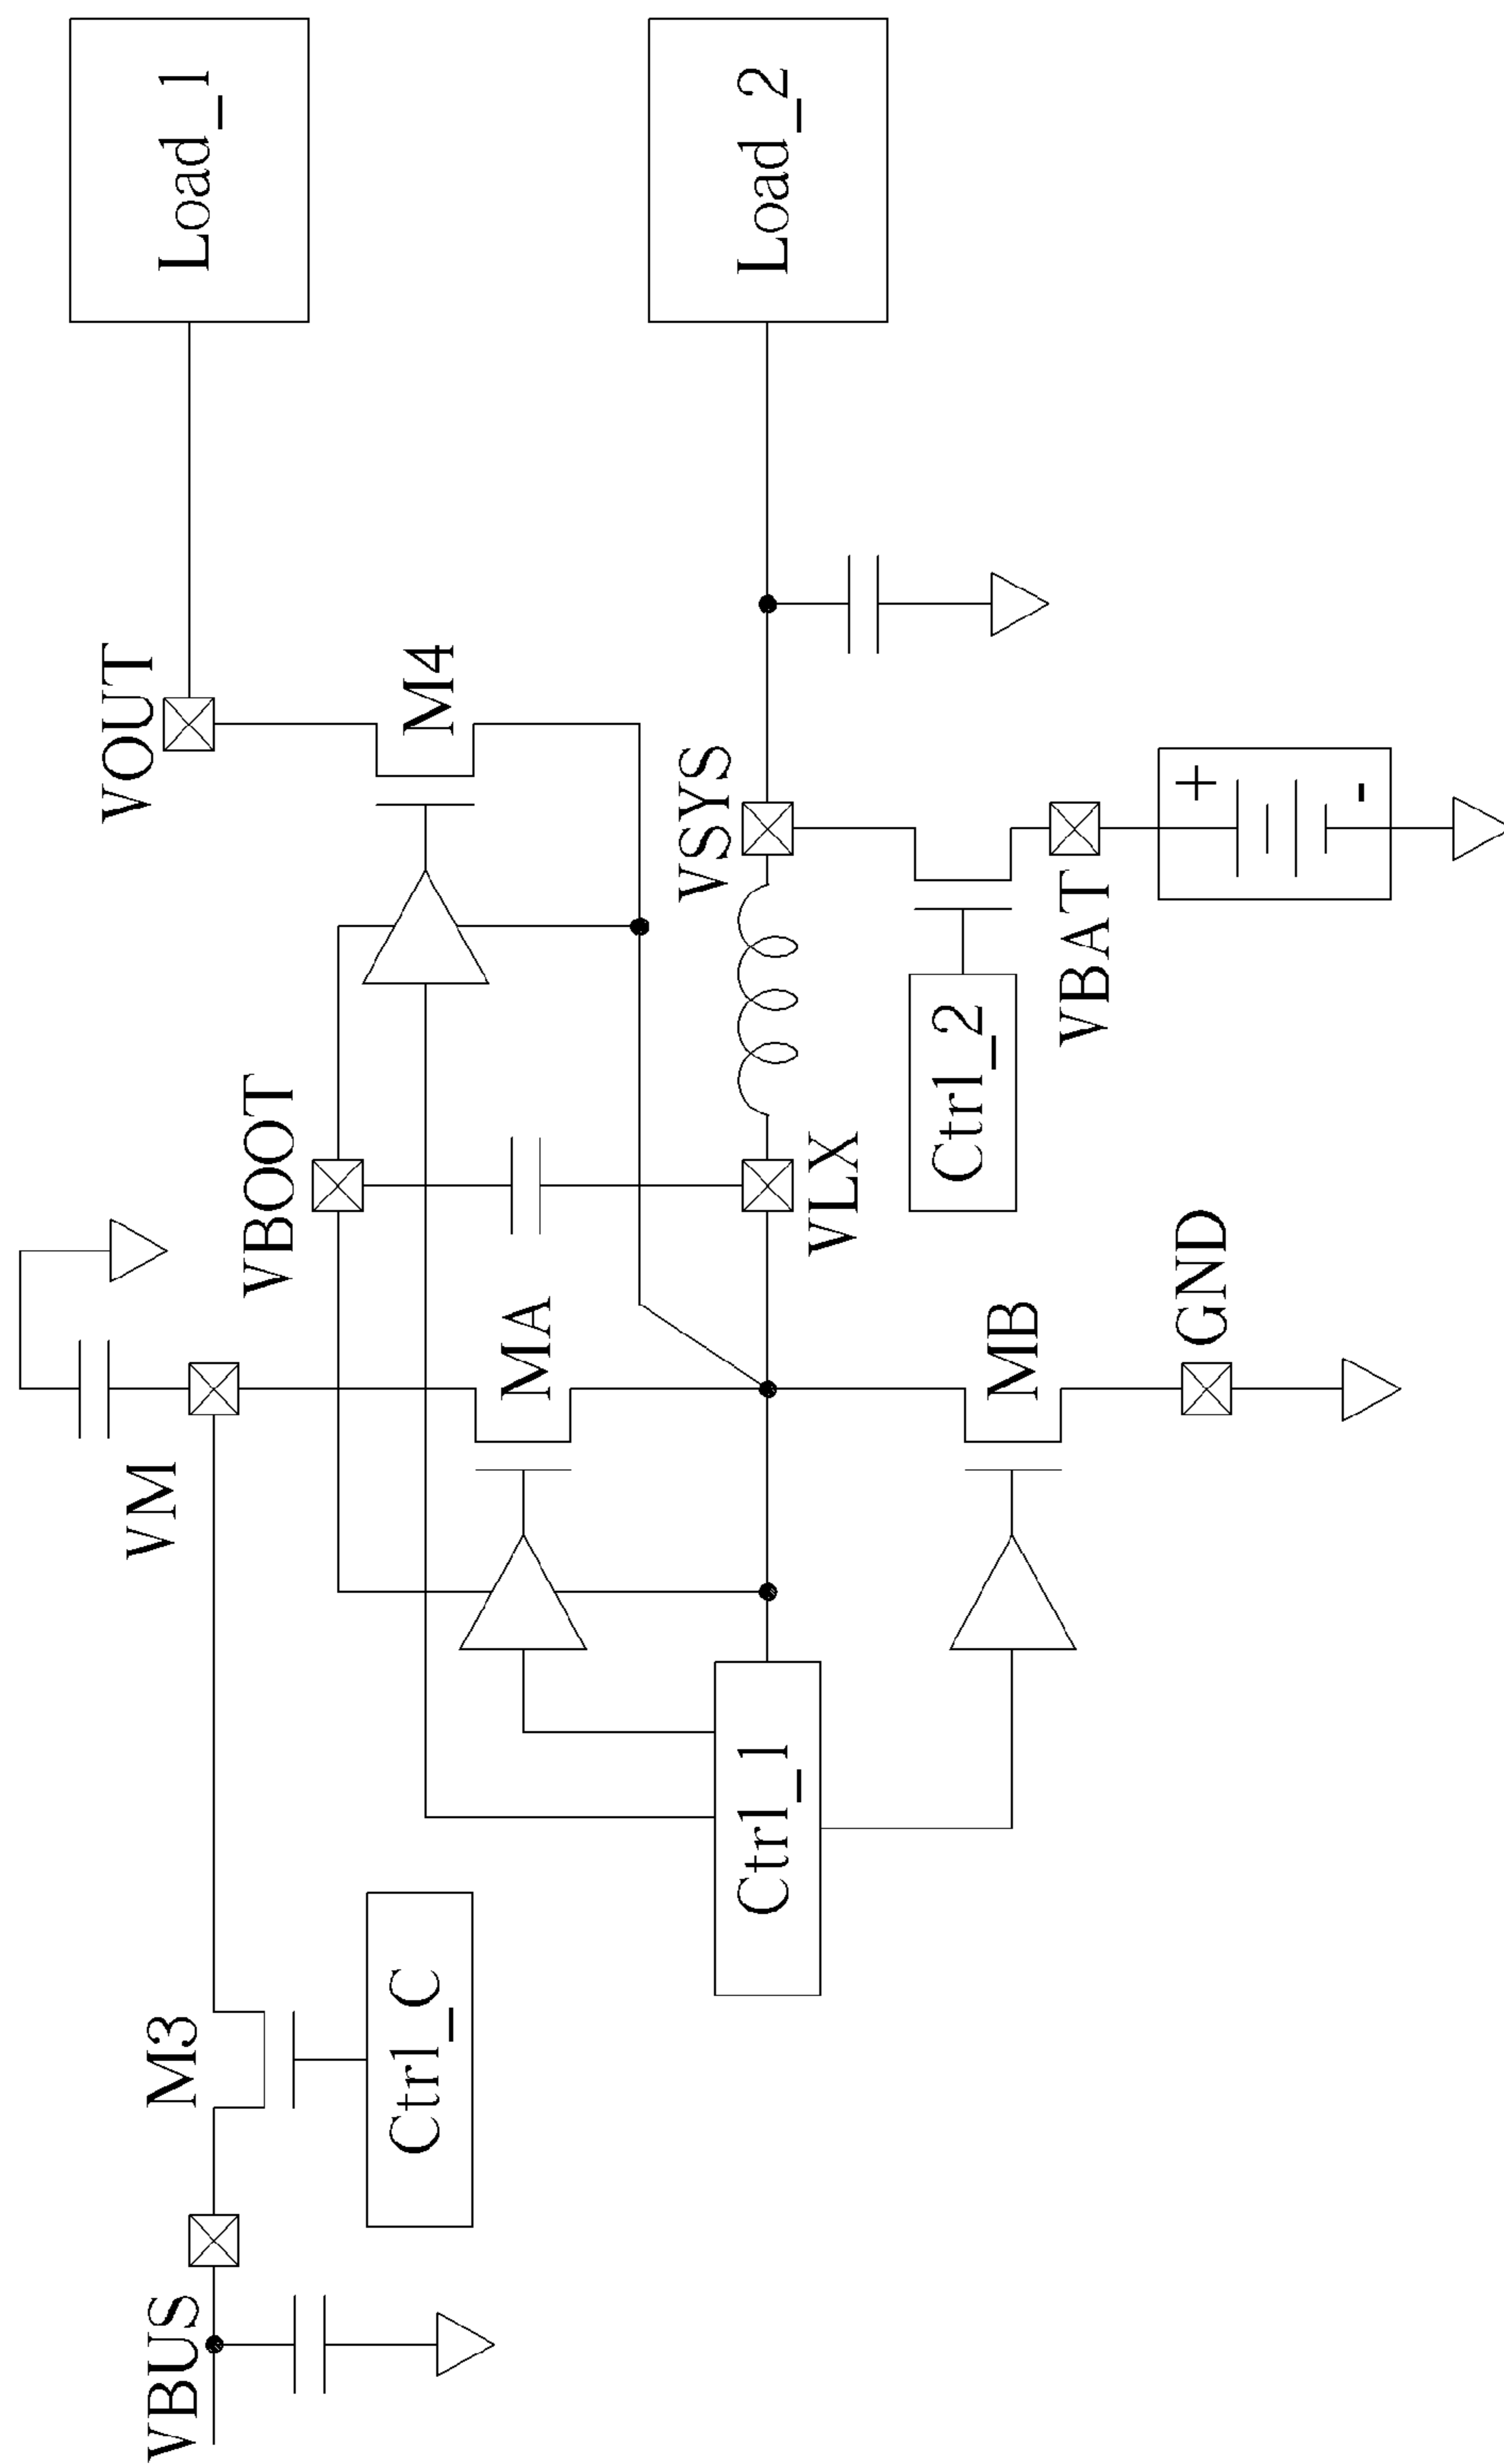 VOUT
VM
VBUS
M3
Load_1
VBOOT
Ctrl_C
M4
MA
VSYS
Ctrl_1
Load_2
VLX
Ctrl_2
MB
VBAT
GND
+
-